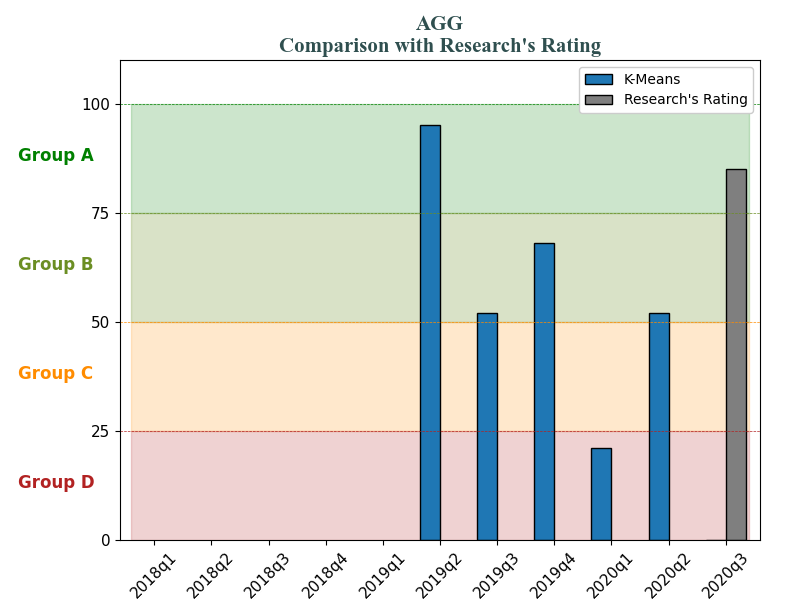 AGG
Comparison with Research's Rating
K-Means
Research's Rating
100
Group A
75
Group B
50
Group C
25
Group D
0
2018q1 2018q2 2018q3 2018q4 2019q1 2019q2 2019q3 2019q4 2020q1 2020q2 2020q3